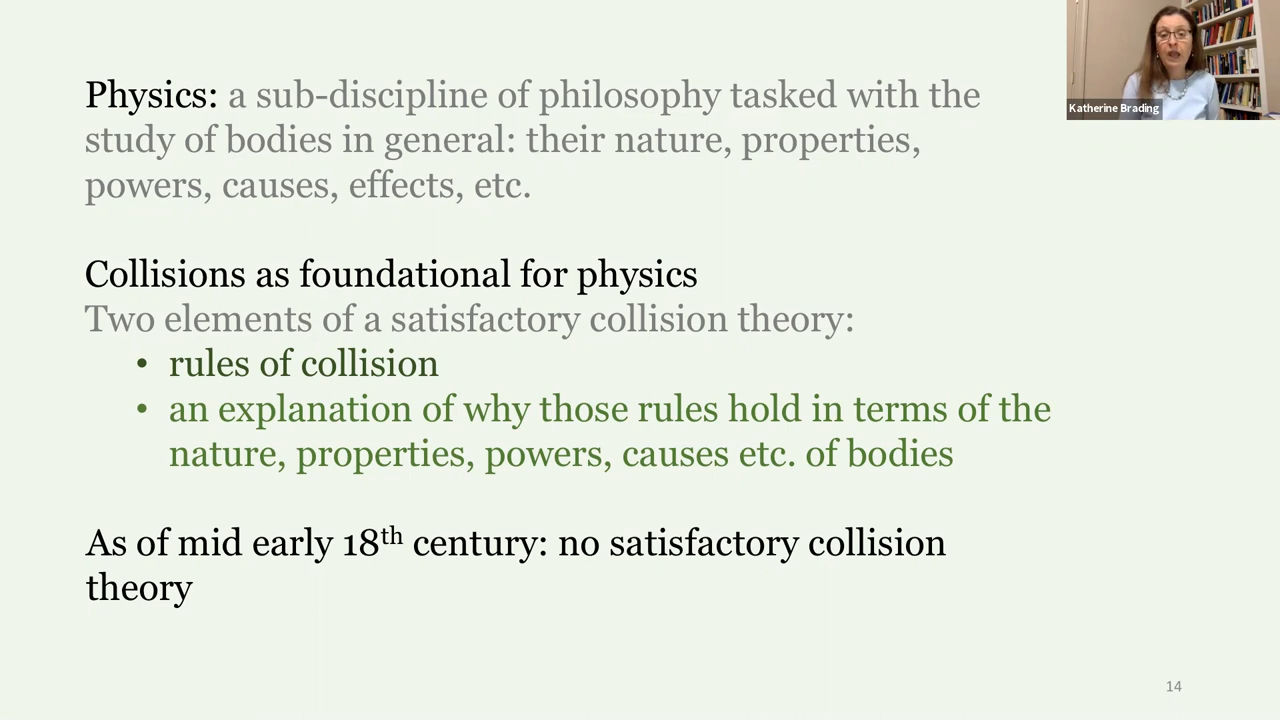 Katherine Brading
Physics: a sub-discipline of philosophy tasked with the
study of bodies in general: their nature, properties,
powers, causes, effects, etc.
Collisions as foundational for physics
Two elements of a satisfactory collision theory:
• rules of collision
• an explanation of why those rules hold in terms of the
nature, properties, powers, causes etc. of bodies
As of mid early 18th century: no satisfactory collision
theory
14